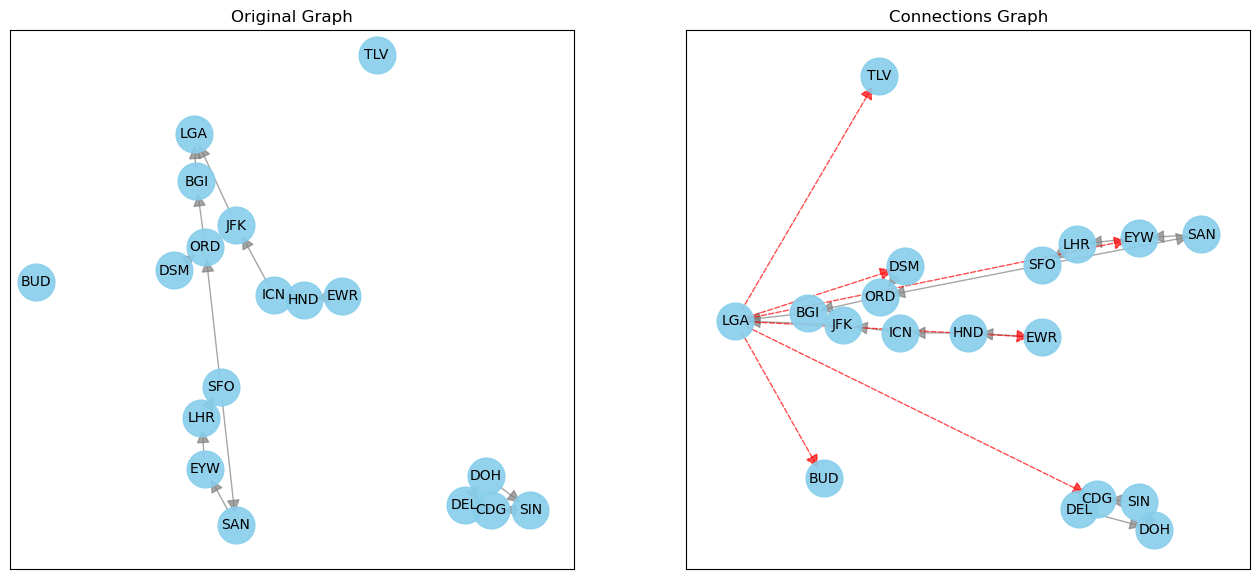 Original Graph
TLV
LGA
BGI
JFK
ORD
DSM
BUD
ICN
HND
EWR
SFO
LHR
EYW
SAN
DOH
DEL
CDG
SIN
Connections Graph
TLV
SAN
EYW
LHR
SFO
DSM
ORD
BGI
LGA
JFK
ICN
HND
EWR
BUD
CDG
SIN
DEL
DOH